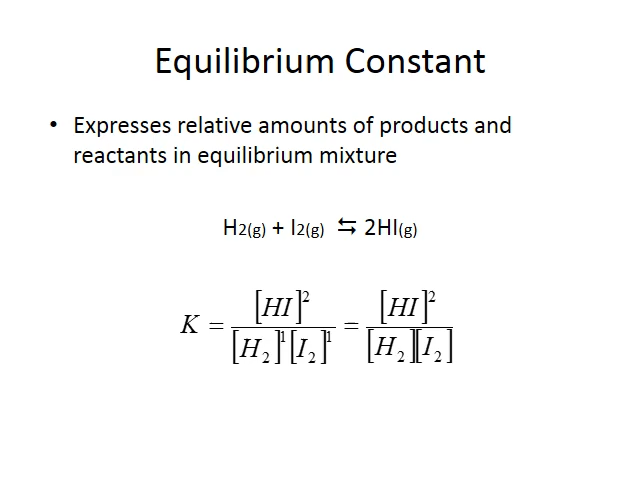 Equilibrium Constant
• Expresses relative amounts of products and
reactants in equilibrium mixture
H2(g) + I2(g) ⇆ 2HI(g)
K = [HI]² / [H₂]¹[I₂]¹ = [HI]² / [H₂][I₂]